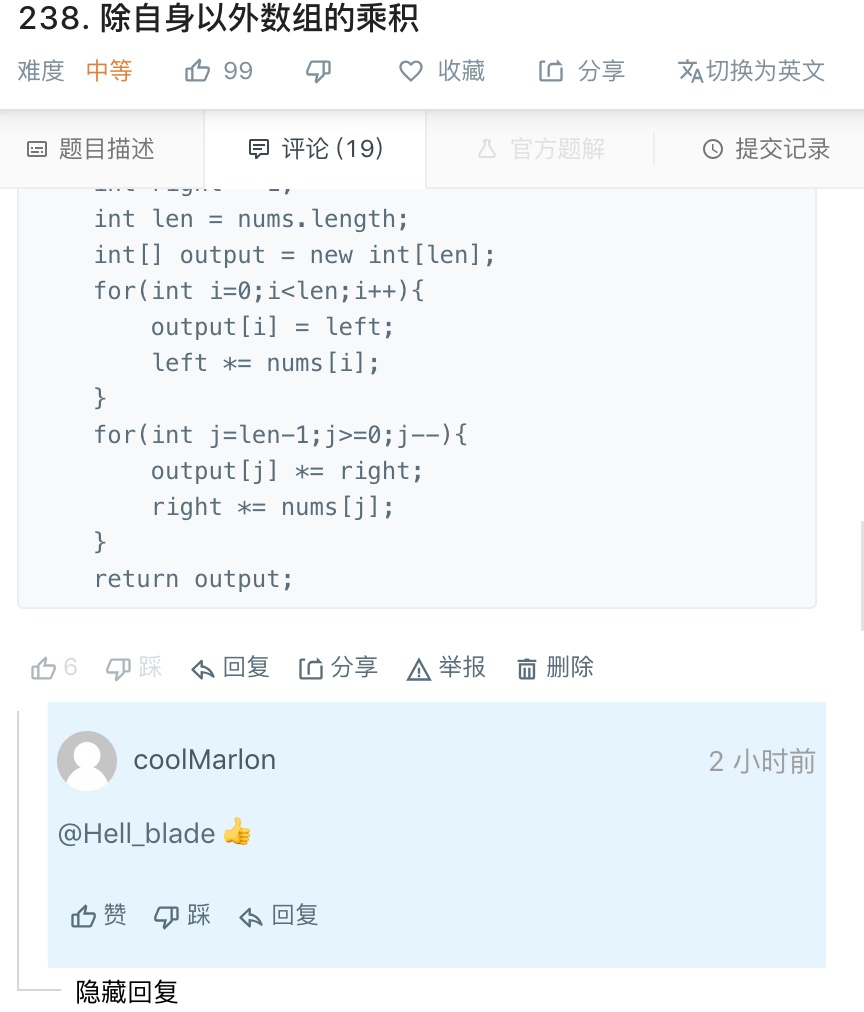 238. 除自身以外数组的乘积
难度 中等 99 收藏 分享 切换为英文
题目描述 评论 (19) 官方题解 提交记录
int right = 1;
int len = nums.length;
int[] output = new int[len];
for(int i=0;i<len;i++){
output[i] = left;
left *= nums[i];
}
for(int j=len-1;j>=0;j--){
output[j] *= right;
right *= nums[j];
}
return output;
6 踩 回复 分享 举报 删除
coolMarlon 2 小时前
@Hell_blade 👍
赞 踩 回复
隐藏回复